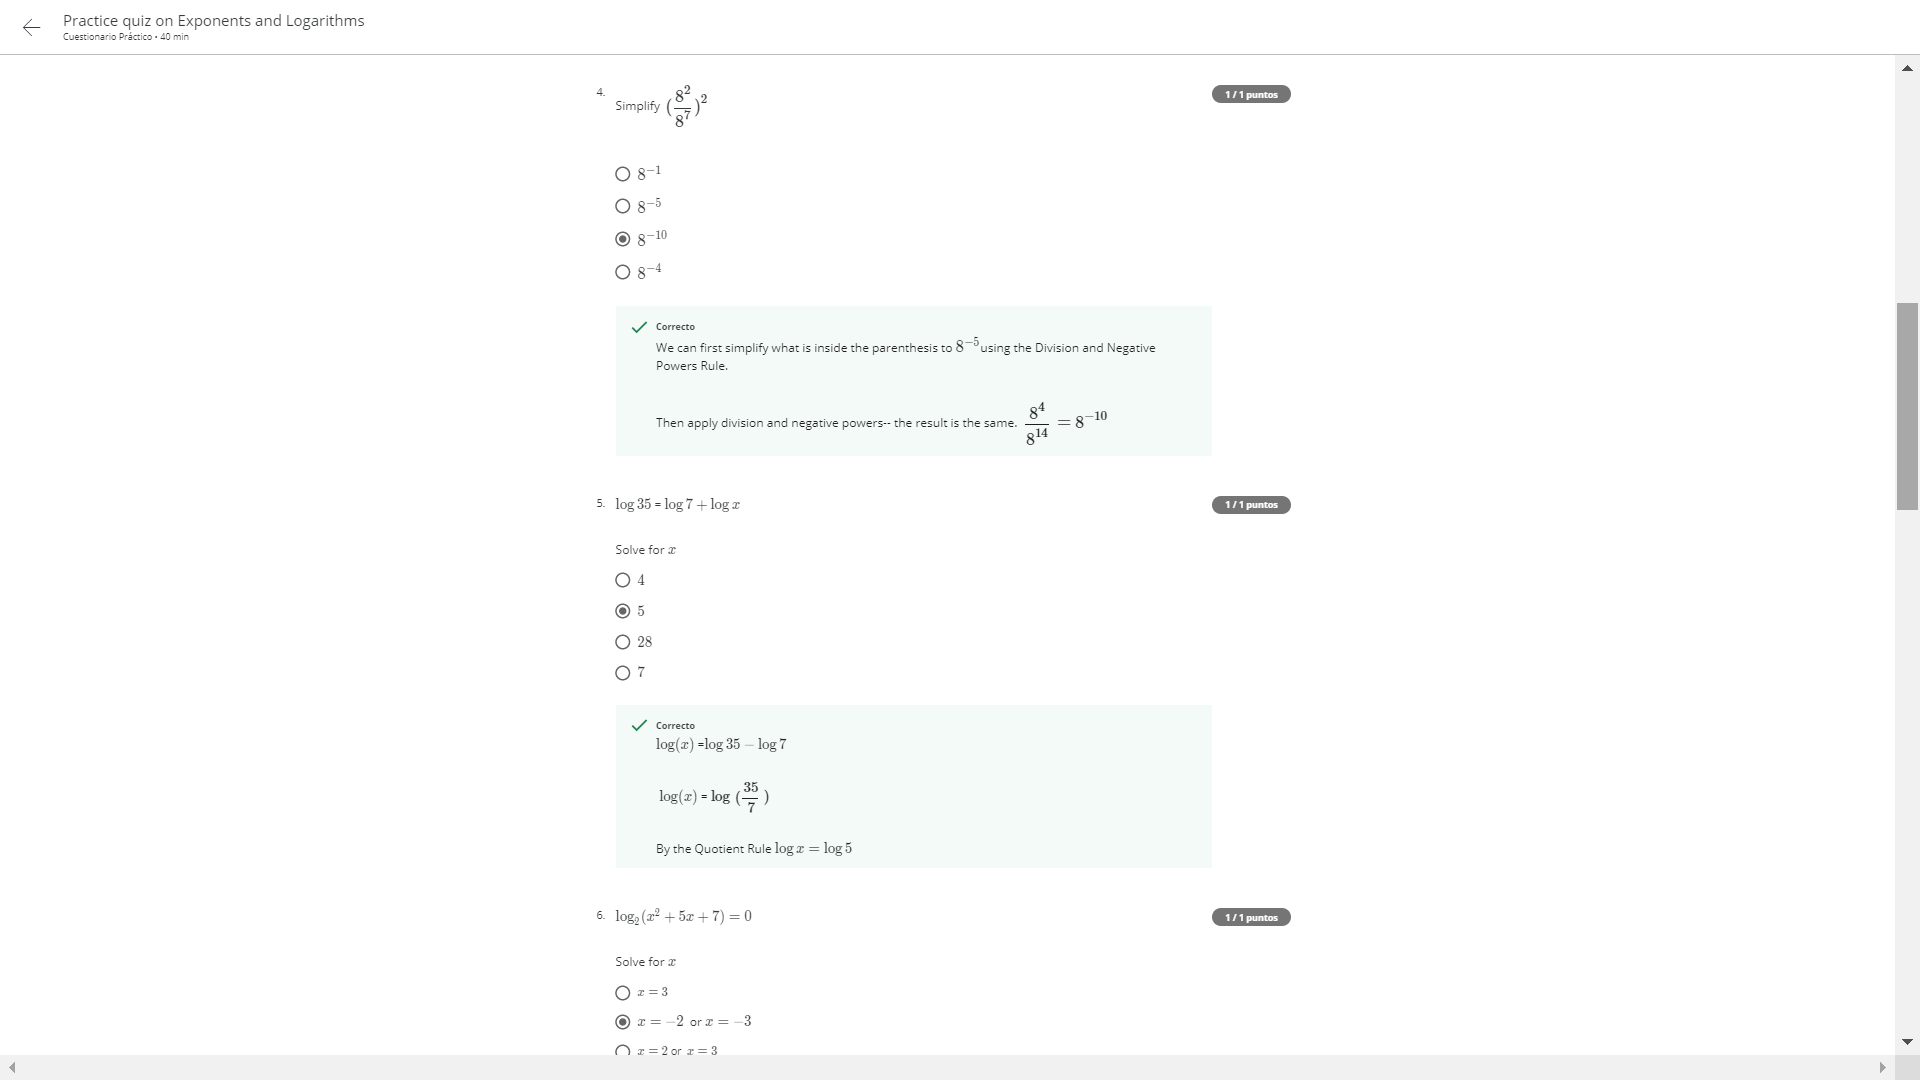 Practice quiz on Exponents and Logarithms
Cuestionario Práctico • 40 min
4. Simplify (8²/8⁷)²
1 / 1 puntos
8⁻¹
8⁻⁵
8⁻¹⁰
8⁻⁴
Correcto
We can first simplify what is inside the parenthesis to 8⁻⁵ using the Division and Negative
Powers Rule.
Then apply division and negative powers-- the result is the same. 8⁴/8¹⁴ = 8⁻¹⁰
5. log 35 = log 7 + log x
1 / 1 puntos
Solve for x
4
5
28
7
Correcto
log(x) =log 35 − log 7
log(x) = log (35/7)
By the Quotient Rule log x = log 5
6. log₂(x² + 5x + 7) = 0
1 / 1 puntos
Solve for x
x = 3
x = −2 or x = −3
x = 2 or x = 3